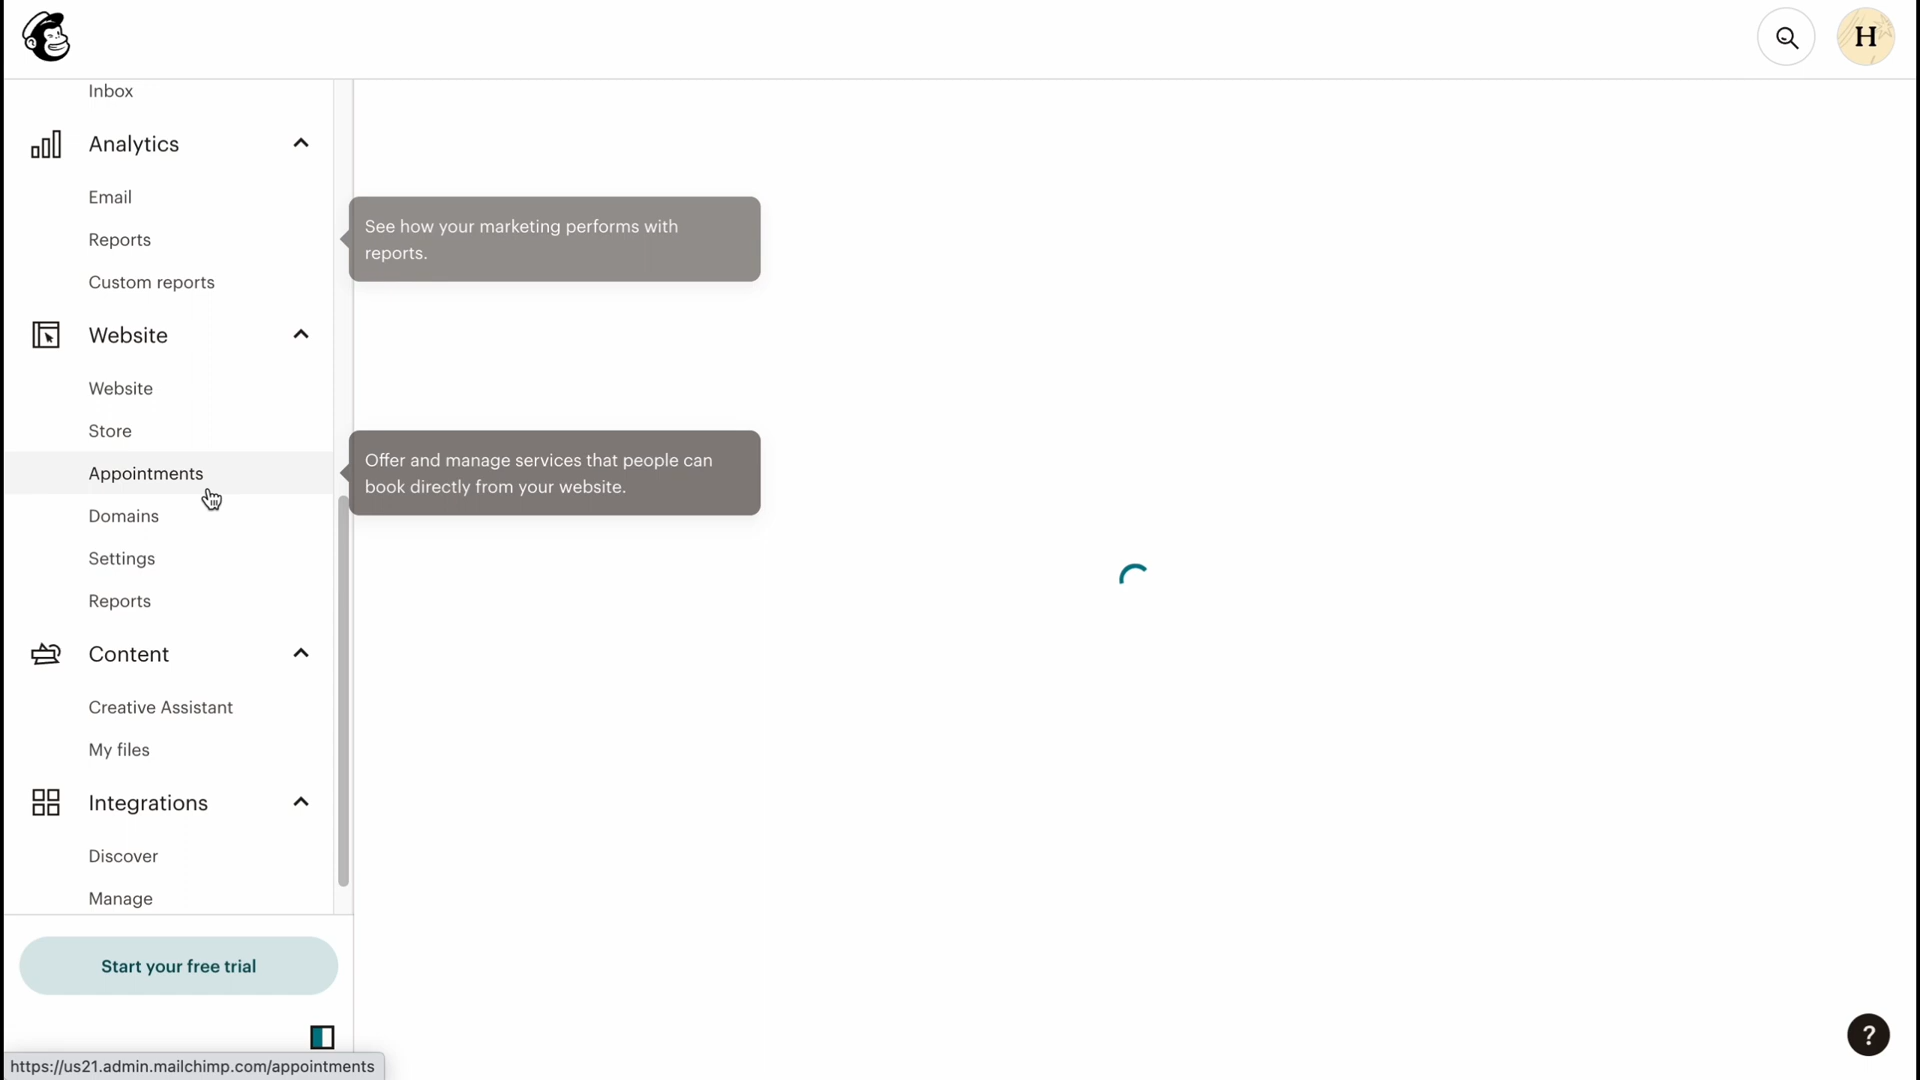 H
Inbox
Analytics
Email
Reports
See how your marketing performs with
reports.
Custom reports
Website
Website
Store
Appointments
Offer and manage services that people can
book directly from your website.
Domains
Settings
Reports
Content
Creative Assistant
My files
Integrations
Discover
Manage
Start your free trial
?
https://us21.admin.mailchimp.com/appointments